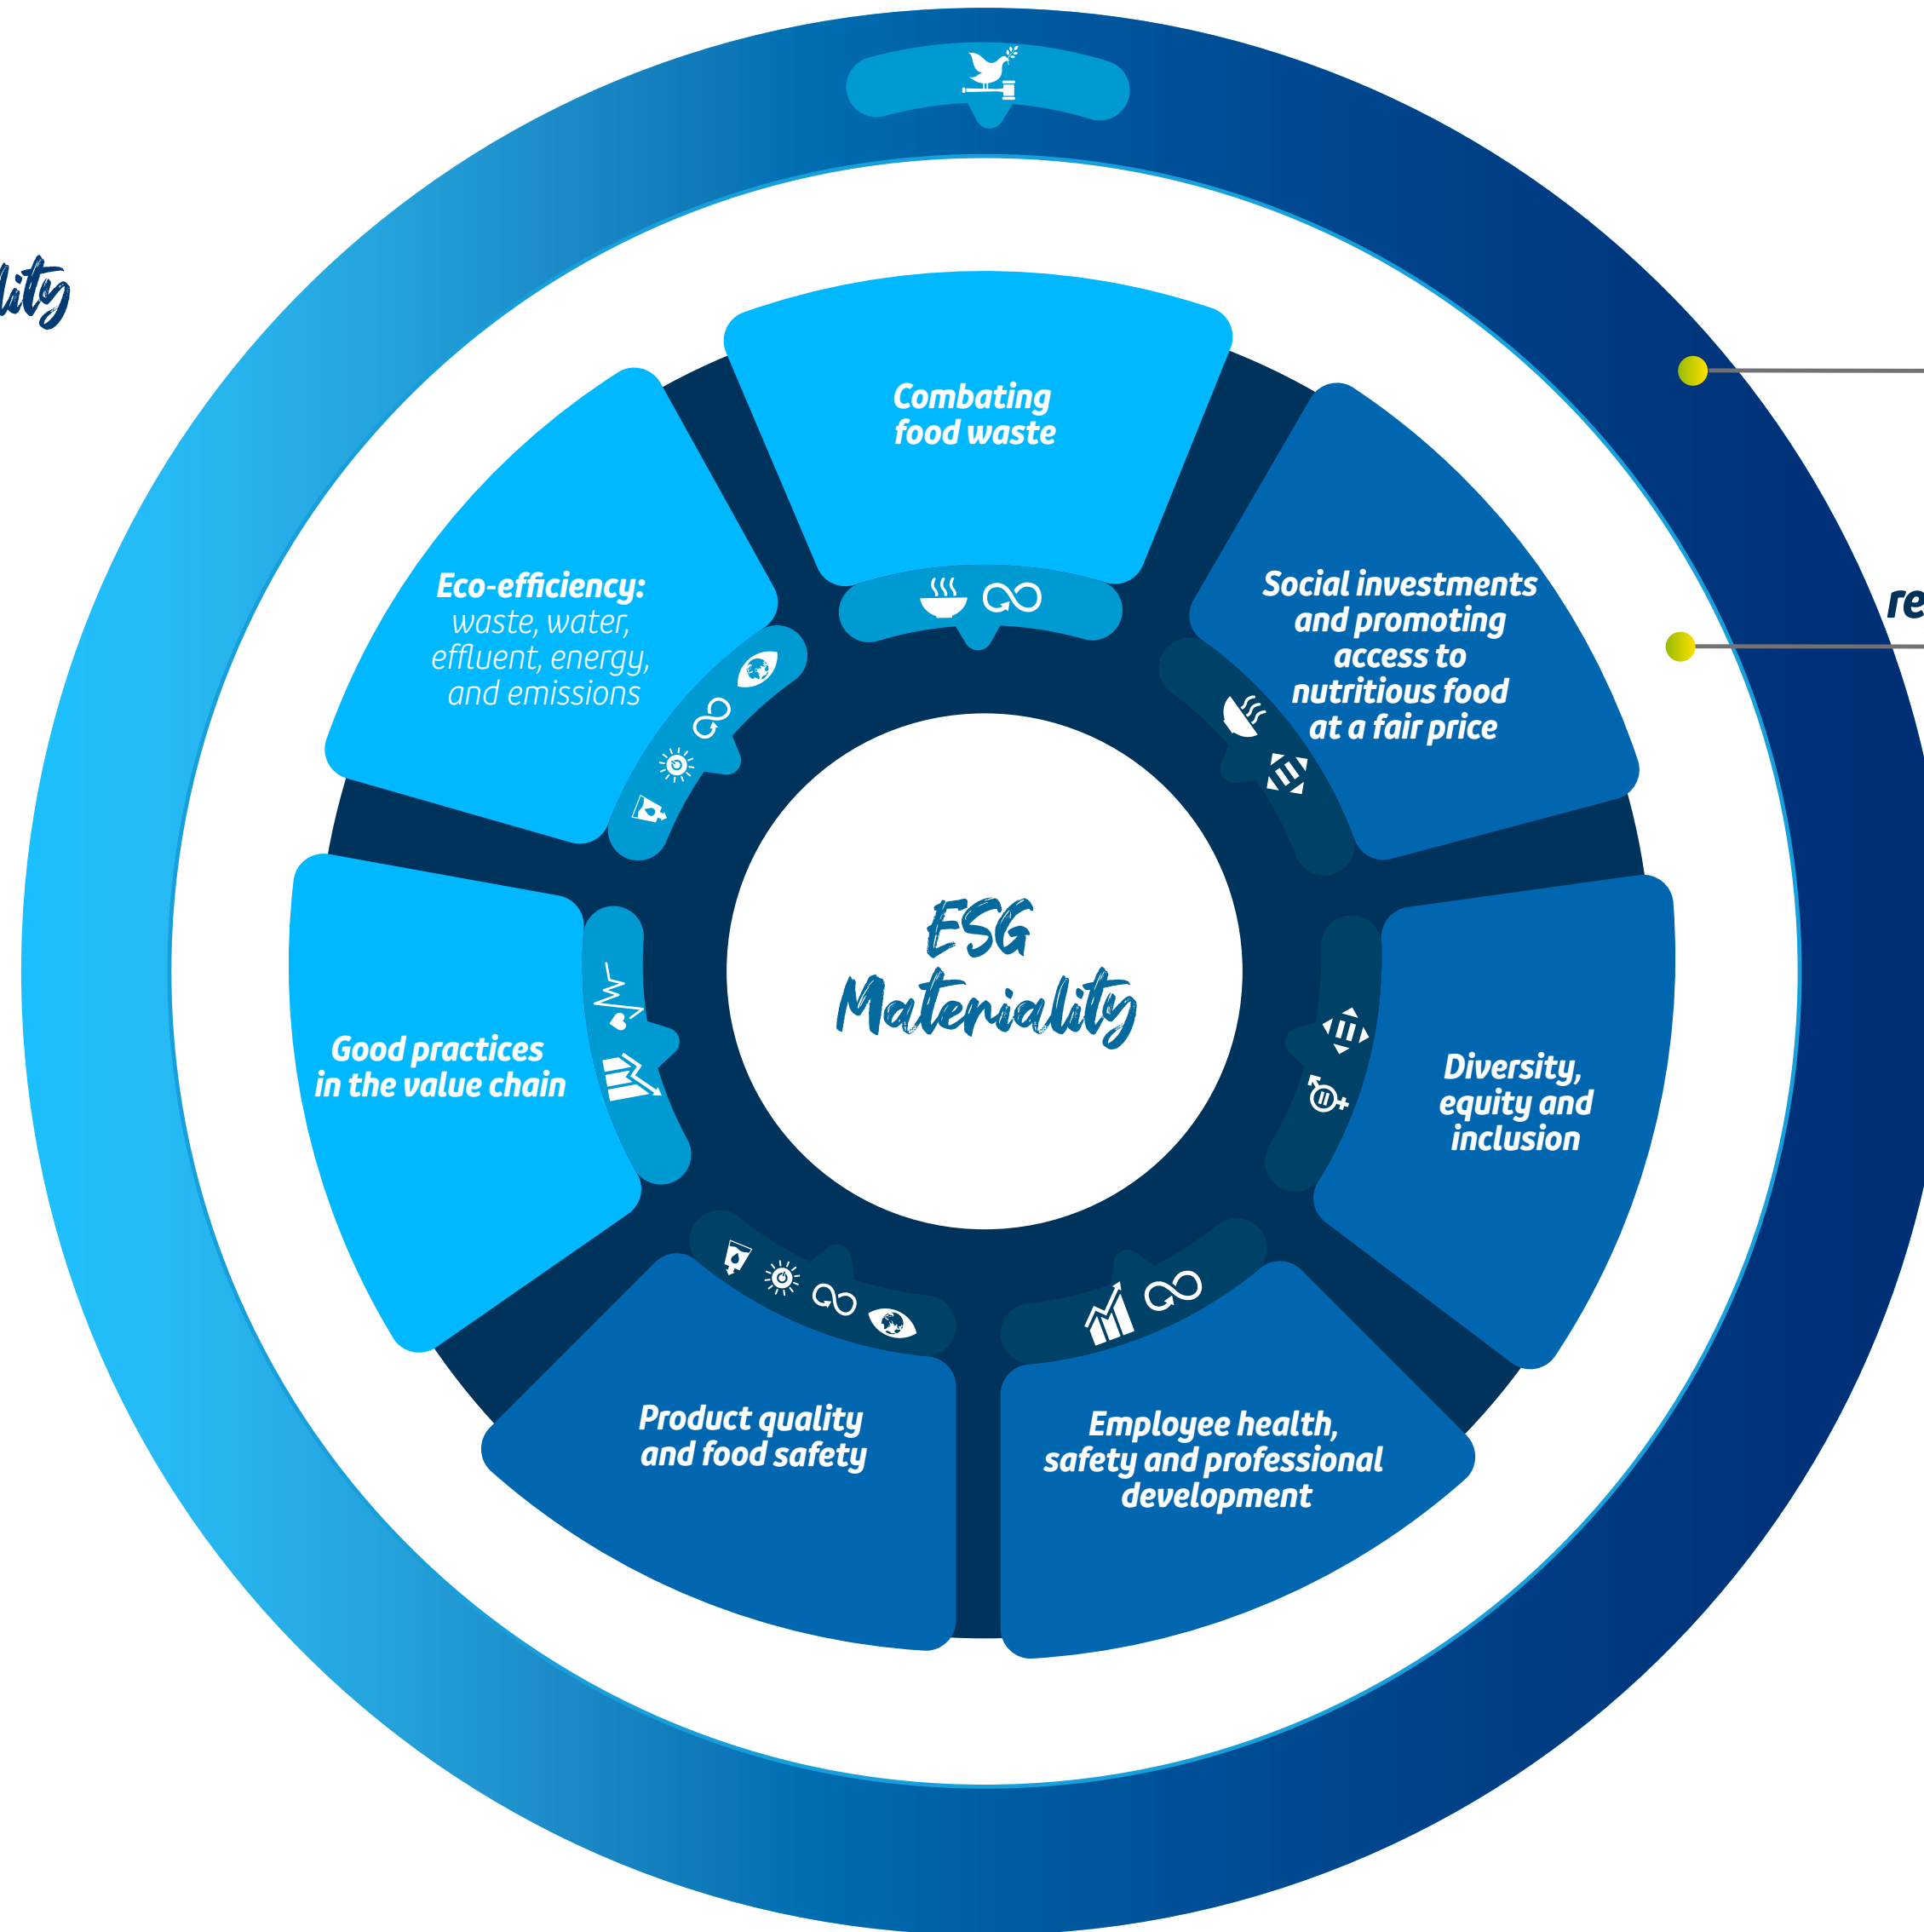 Combating
food waste
Eco-efficiency:
waste, water,
effluent, energy,
and emissions
Social investments
and promoting
access to
nutritious food
at a fair price
ESG
Materiality
Good practices
in the value chain
Diversity,
equity and
inclusion
Product quality
and food safety
Employee health,
safety and professional
development